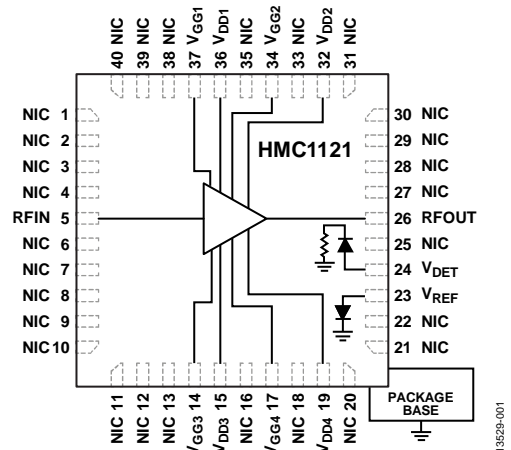 40 NIC
39 NIC
38 NIC
37 VGG1
36 VDD1
35 NIC
34 VGG2
33 NIC
32 VDD2
31 NIC
HMC1121
NIC 1
NIC 2
NIC 3
NIC 4
RFIN 5
NIC 6
NIC 7
NIC 8
NIC 9
NIC 10
30 NIC
29 NIC
28 NIC
27 NIC
26 RFOUT
25 NIC
24 VDET
23 VREF
22 NIC
21 NIC
NIC 11
NIC 12
NIC 13
VGG3 14
VDD3 15
NIC 16
VGG4 17
NIC 18
VDD4 19
NIC 20
PACKAGE
BASE
13529-001